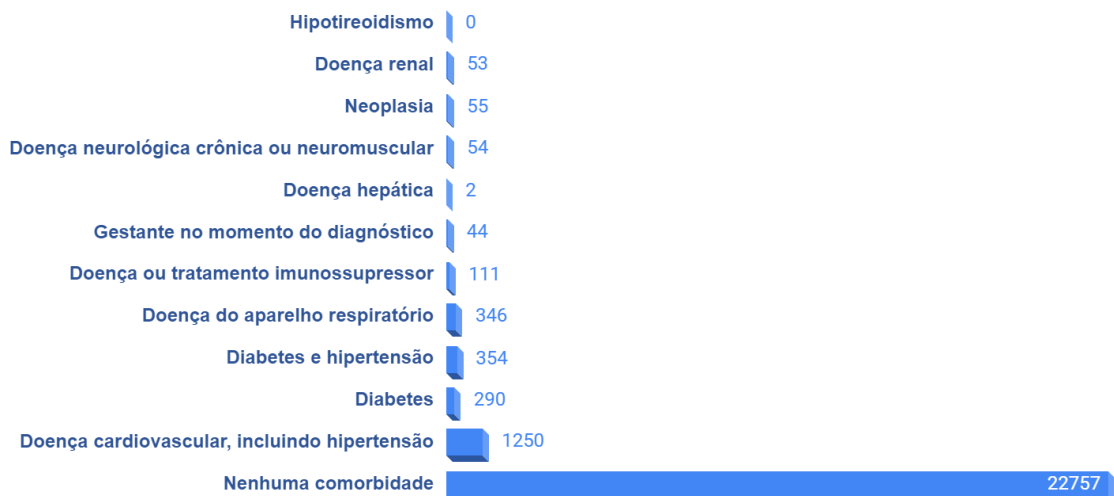 Hipotireoidismo 0
Doença renal 53
Neoplasia 55
Doença neurológica crônica ou neuromuscular 54
Doença hepática 2
Gestante no momento do diagnóstico 44
Doença ou tratamento imunossupressor 111
Doença do aparelho respiratório 346
Diabetes e hipertensão 354
Diabetes 290
Doença cardiovascular, incluindo hipertensão 1250
Nenhuma comorbidade 22757